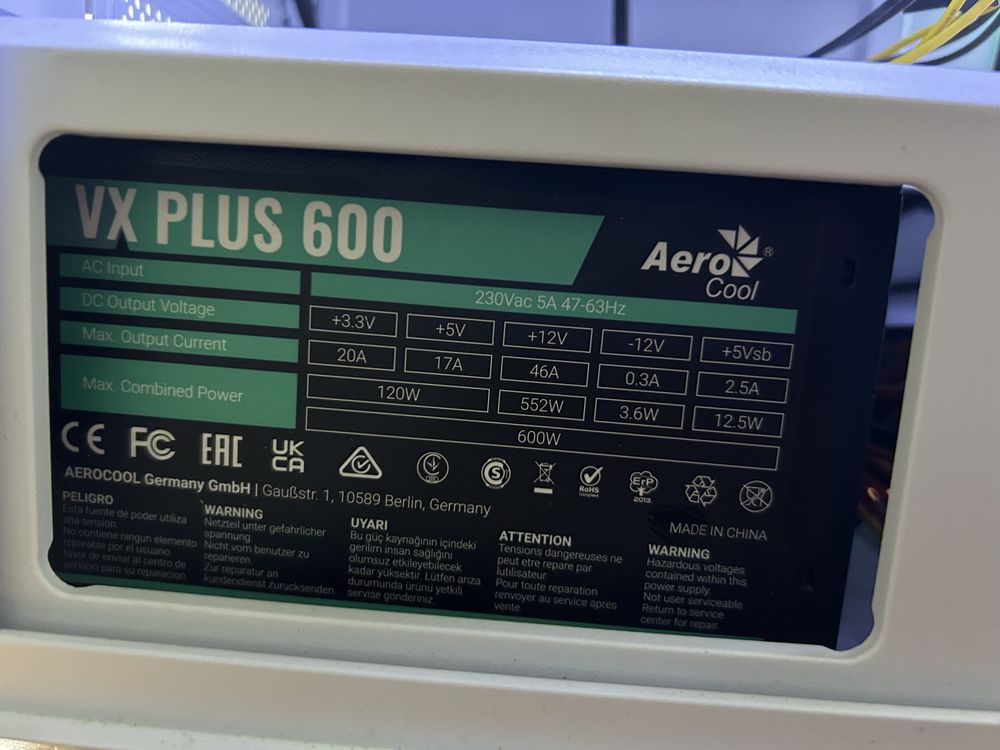 VX PLUS 600
Aero Cool ®
AC Input 230Vac 5A 47-63Hz
DC Output Voltage +3.3V +5V +12V -12V +5Vsb
Max. Output Current 20A 17A 46A 0.3A 2.5A
Max. Combined Power 120W 552W 3.6W 12.5W
600W
CE FC EAC UK CA S RoHS Compliant ErP 2013
AEROCOOL Germany GmbH | Gaußstr. 1, 10589 Berlin, Germany
MADE IN CHINA
PELIGRO
Esta fuente de poder utiliza
alta tension.
No contiene ningun elemento
reparable por el usuario
favor de enviar al centro de
servicio para su reparacion
WARNING
Netzteil unter gefahrlicher
spannung
Nicht vom benutzer zu
reparieren.
Zur reparatur an
kundendienst zurucksenden.
UYARI
Bu güç kaynağının içindeki
gerilim insan sağlığını
olumsuz etkileyebilecek
kadar yüksektir. Lütfen arıza
durumunda ürünü yetkili
servise gönderiniz
ATTENTION
Tensions dangereuses ne
peut etre repare par
lutilisateur.
Pour toute reparation
renvoyer au service apres
vente.
WARNING
Hazardous voltages
contained within this
power supply.
Not user serviceable.
Return to service
center for repair.